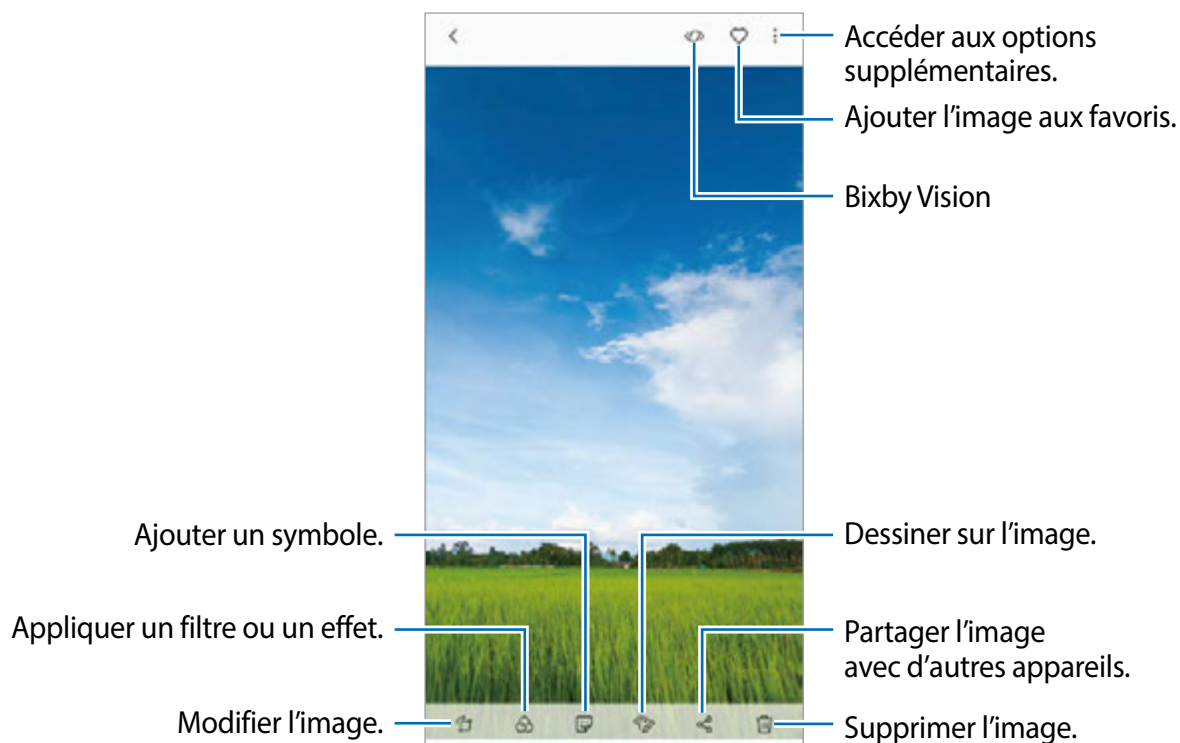 Accéder aux options
supplémentaires.
Ajouter l’image aux favoris.
Bixby Vision
Ajouter un symbole.
Dessiner sur l’image.
Appliquer un filtre ou un effet.
Partager l’image
avec d’autres appareils.
Modifier l’image.
Supprimer l’image.